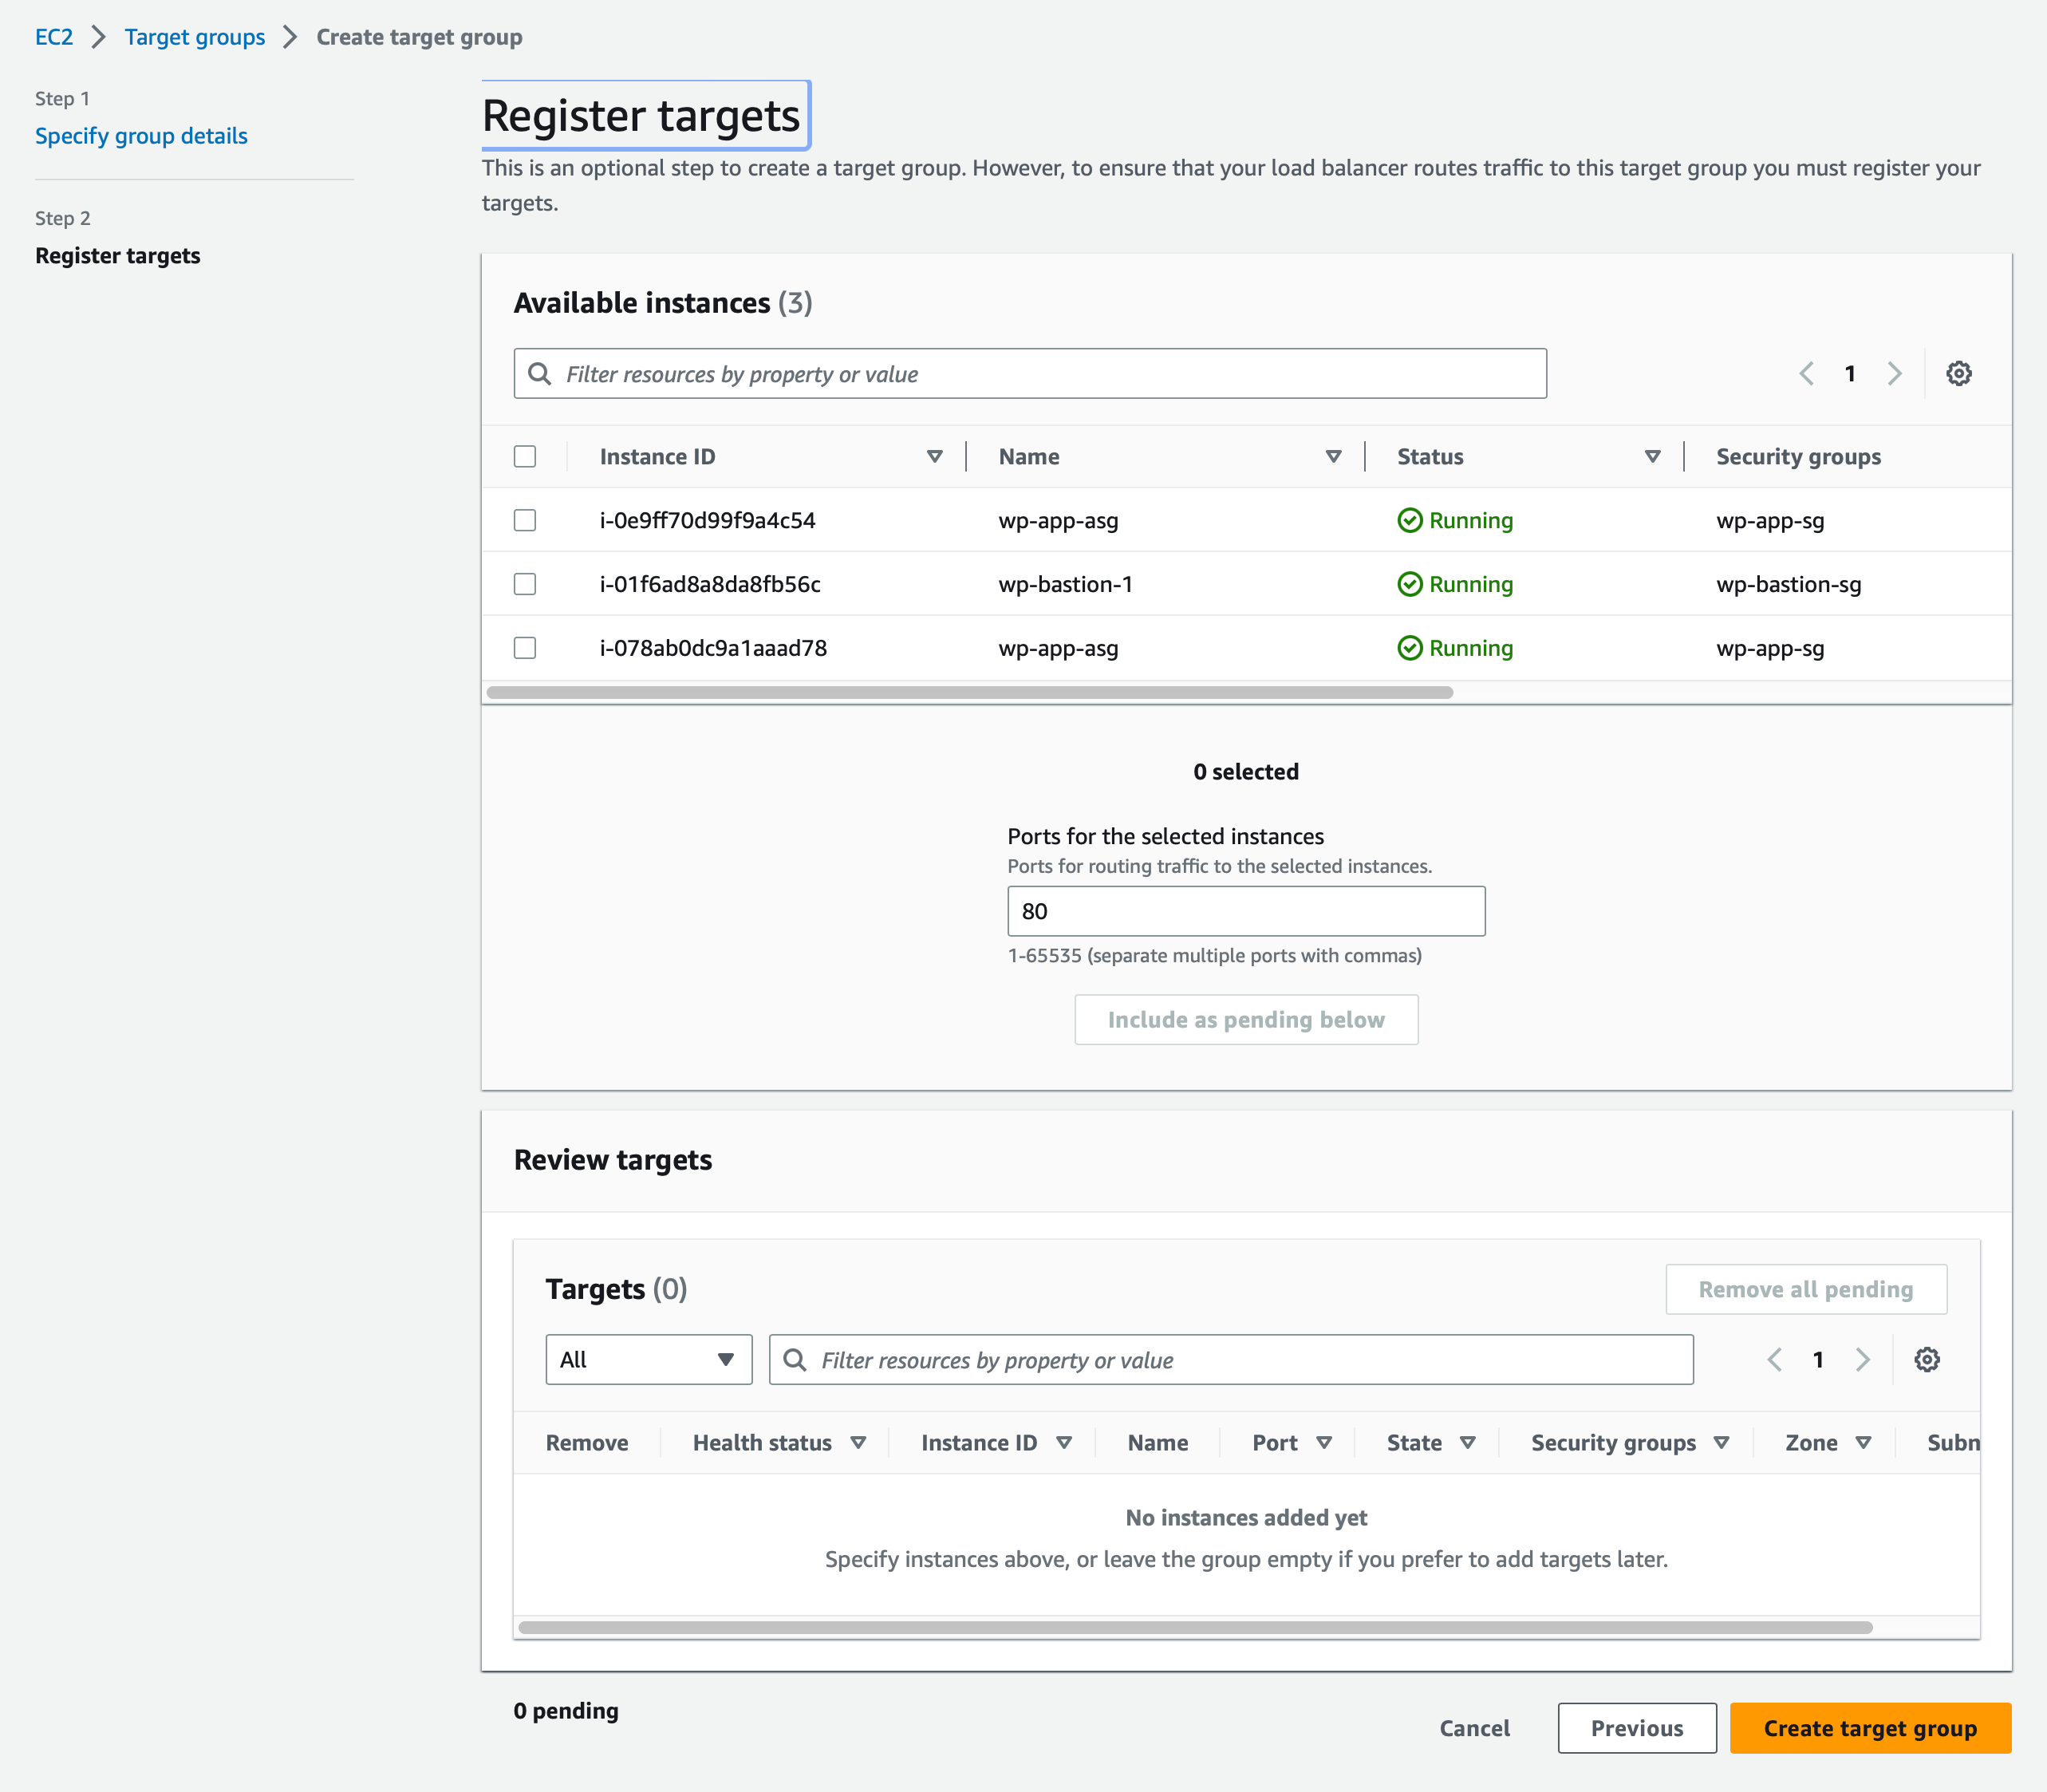 EC2 > Target groups > Create target group
Step 1
Specify group details
Step 2
Register targets
Register targets
This is an optional step to create a target group. However, to ensure that your load balancer routes traffic to this target group you must register your
targets.
Available instances (3)
Filter resources by property or value
1
Instance ID Name Status Security groups
i-0e9ff70d99f9a4c54 wp-app-asg Running wp-app-sg
i-01f6ad8a8da8fb56c wp-bastion-1 Running wp-bastion-sg
i-078ab0dc9a1aaad78 wp-app-asg Running wp-app-sg
0 selected
Ports for the selected instances
Ports for routing traffic to the selected instances.
80
1-65535 (separate multiple ports with commas)
Include as pending below
Review targets
Targets (0) Remove all pending
All Filter resources by property or value 1
Remove Health status Instance ID Name Port State Security groups Zone Subn
No instances added yet
Specify instances above, or leave the group empty if you prefer to add targets later.
0 pending
Cancel Previous Create target group